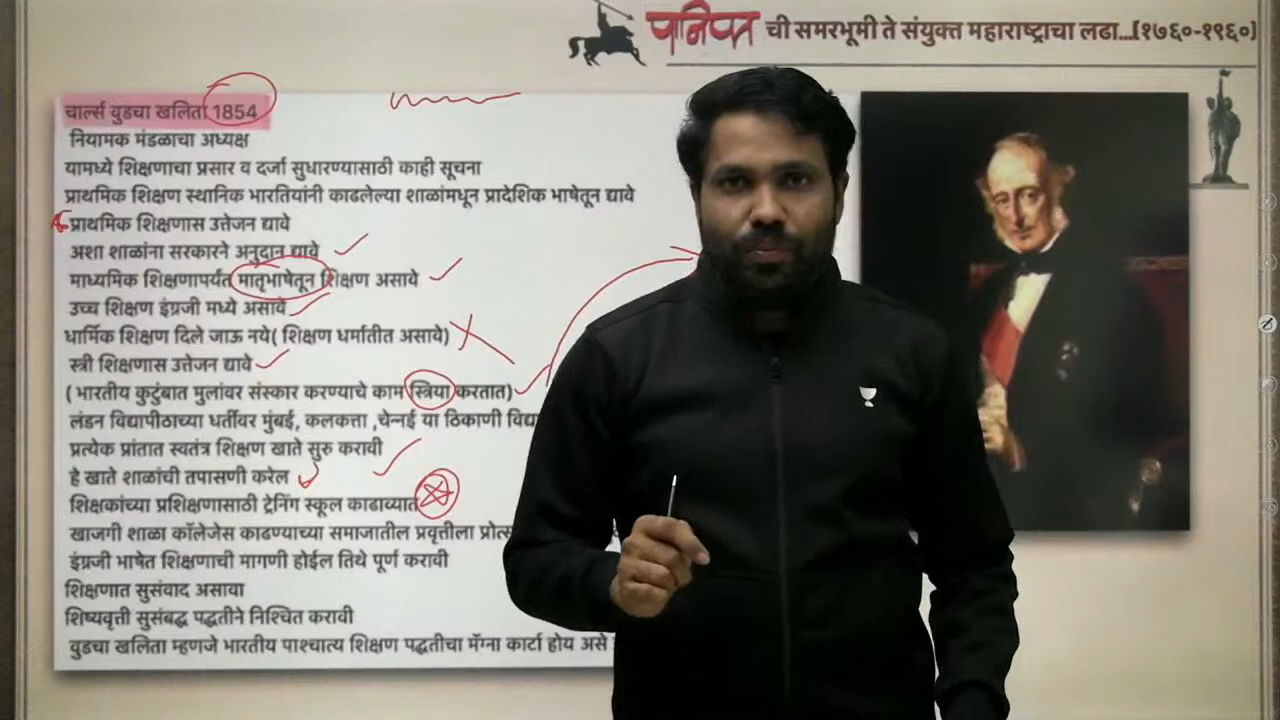 पानिपत ची समरभूमी ते संयुक्त महाराष्ट्राचा लढा...(१७६०-१९६०)
चार्ल्स वुडचा खलिता 1854
नियामक मंडळाचा अध्यक्ष
यामध्ये शिक्षणाचा प्रसार व दर्जा सुधारण्यासाठी काही सूचना
प्राथमिक शिक्षण स्थानिक भारतियांनी काढलेल्या शाळांमधून प्रादेशिक भाषेतून द्यावे
प्राथमिक शिक्षणास उत्तेजन द्यावे
अशा शाळांना सरकारने अनुदान द्यावे
माध्यमिक शिक्षणापर्यंत मातृभाषेतून शिक्षण असावे
उच्च शिक्षण इंग्रजी मध्ये असावे
धार्मिक शिक्षण दिले जाऊ नये( शिक्षण धर्मातीत असाये)
स्त्री शिक्षणास उत्तेजन द्यावे
( भारतीय कुटुंबात मुलांवर संस्कार करण्याचे काम स्त्रिया करतात)
लंडन विद्यापीठाच्या धर्तीवर मुंबई, कलकत्ता ,चेन्नई या ठिकाणी
प्रत्येक प्रांतात स्वतंत्र शिक्षण खाते सुरु करावी
हे खाते शाळांची तपासणी करेल
शिक्षकांच्या प्रशिक्षणासाठी ट्रेनिंग स्कूल काढाव्यात
खाजगी शाळा कॉलेजेस काढण्याच्या समाजातील प्रवृत्तीला
इंग्रजी भाषेत शिक्षणाची मागणी होईल तिथे पूर्ण करावी
शिक्षणात सुसंवाद असावा
शिष्यवृत्ती सुसंबद्ध पद्धतीने निश्चित करावी
वुडचा खलिता म्हणजे भारतीय पाश्चात्य शिक्षण पद्धतीचा मॅग्ना कार्टा होय असे